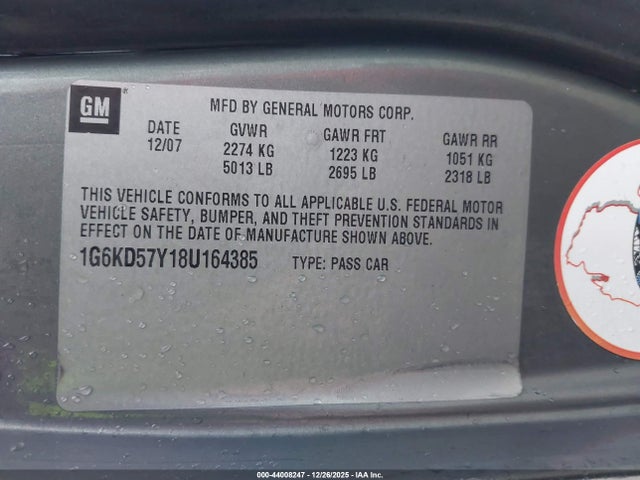 GM
MFD BY GENERAL MOTORS CORP.
DATE GVWR GAWR FRT GAWR RR
12/07 2274 KG 1223 KG 1051 KG
5013 LB 2695 LB 2318 LB
THIS VEHICLE CONFORMS TO ALL APPLICABLE U.S. FEDERAL MOTOR
VEHICLE SAFETY, BUMPER, AND THEFT PREVENTION STANDARDS IN
EFFECT ON THE DATE OF MANUFACTURE SHOWN ABOVE.
1G6KD57Y18U164385 TYPE: PASS CAR
000-44008247 - 12/26/2025 - IAA Inc.